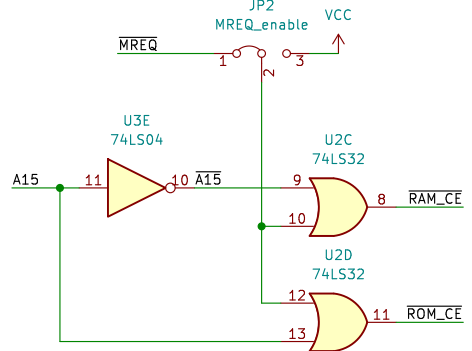 JP2
MREQ_enable
VCC
MREQ
1
2
3
U3E
74LS04
A15
11
10
A15
U2C
74LS32
9
10
8
RAM_CE
U2D
74LS32
12
13
11
ROM_CE